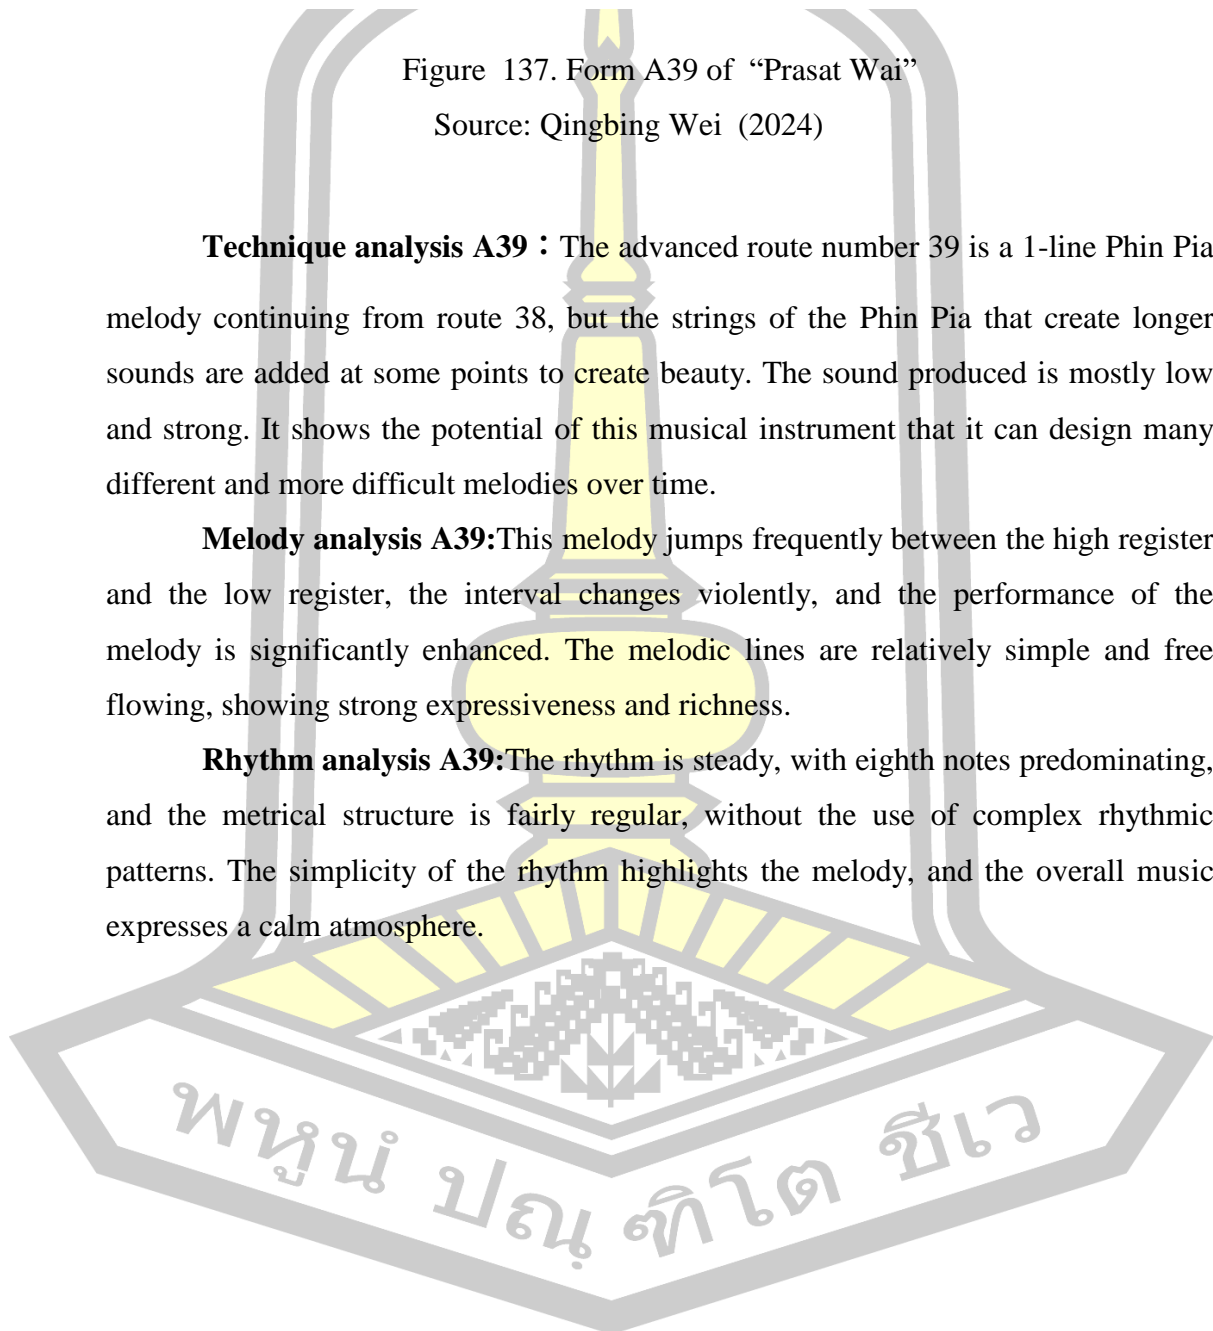 Figure 137. Form A39 of “Prasat Wai”
Source: Qingbing Wei (2024)
Technique analysis A39：The advanced route number 39 is a 1-line Phin Pia
melody continuing from route 38, but the strings of the Phin Pia that create longer
sounds are added at some points to create beauty. The sound produced is mostly low
and strong. It shows the potential of this musical instrument that it can design many
different and more difficult melodies over time.
Melody analysis A39:This melody jumps frequently between the high register
and the low register, the interval changes violently, and the performance of the
melody is significantly enhanced. The melodic lines are relatively simple and free
flowing, showing strong expressiveness and richness.
Rhythm analysis A39:The rhythm is steady, with eighth notes predominating,
and the metrical structure is fairly regular, without the use of complex rhythmic
patterns. The simplicity of the rhythm highlights the melody, and the overall music
expresses a calm atmosphere.
พหูนํ ปณฺฑิโต ชีเว